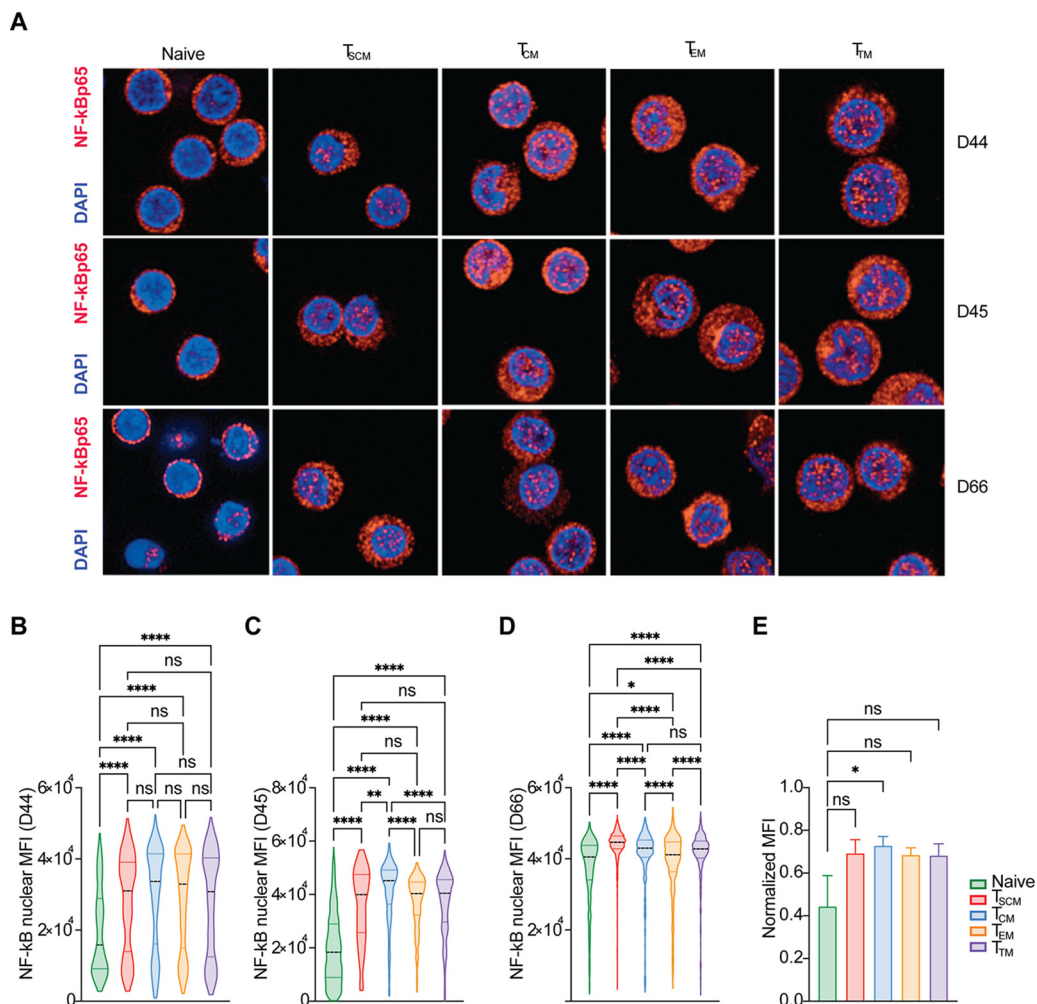 A
Naive TSCM TCM TEM TTM
DAPI NF-kBp65 D44
DAPI NF-kBp65 D45
DAPI NF-kBp65 D66
B
NF-kB nuclear MFI (D44)
6×10⁴
4×10⁴
2×10⁴
0
****
ns
****
ns
**** ns
**** ns ns ns
C
NF-kB nuclear MFI (D45)
8×10⁴
6×10⁴
4×10⁴
2×10⁴
0
****
ns
****
ns
****
** ****
**** **** ns
D
NF-kB nuclear MFI (D66)
6×10⁴
4×10⁴
2×10⁴
0
****
****
*
****
**** ns
**** ****
**** ****
E
Normalized MFI
1.0
0.8
0.6
0.4
0.2
0.0
ns
ns
*
ns
Naive
TSCM
TCM
TEM
TTM